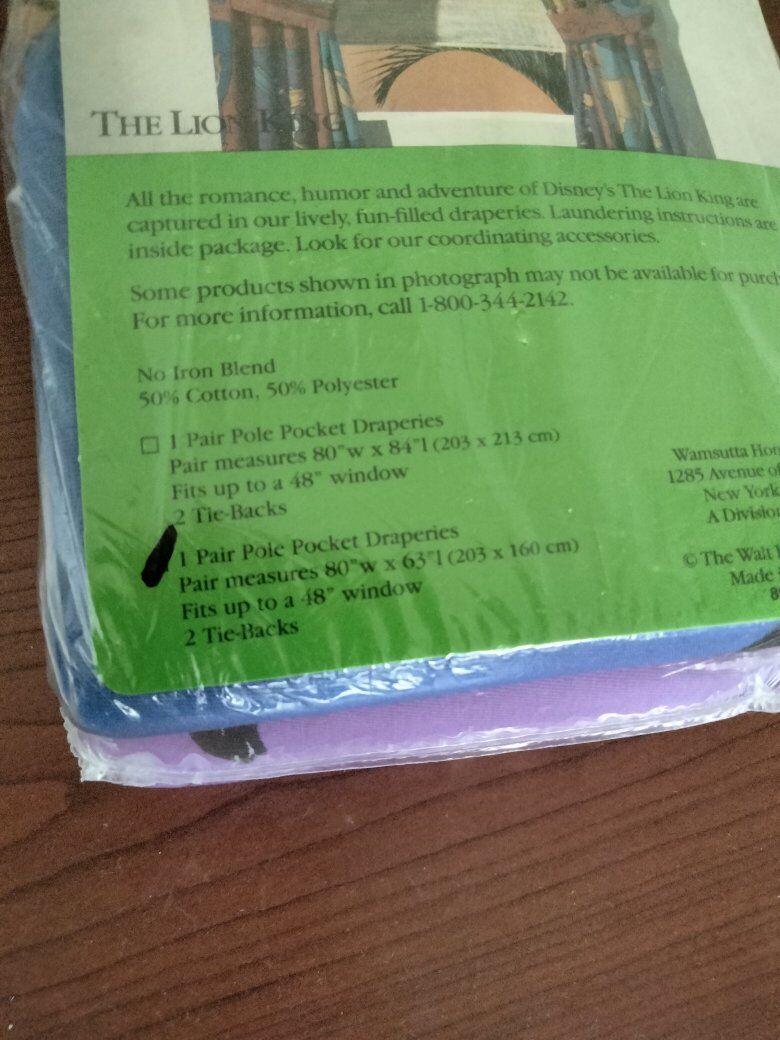 THE LION KING
All the romance, humor and adventure of Disney's The Lion King are
captured in our lively, fun-filled draperies. Laundering instructions are
inside package. Look for our coordinating accessories.
Some products shown in photograph may not be available for purch
For more information, call 1-800-344-2142.
No Iron Blend
50% Cotton, 50% Polyester
1 Pair Pole Pocket Draperies
Pair measures 80"w x 84"l (203 x 213 cm)
Fits up to a 48" window
2 Tie-Backs
1 Pair Pole Pocket Draperies
Pair measures 80"w x 63"l (203 x 160 cm)
Fits up to a 48" window
2 Tie-Backs
Wamsutta Hom
1285 Avenue of
New York
A Division
© The Walt
Made